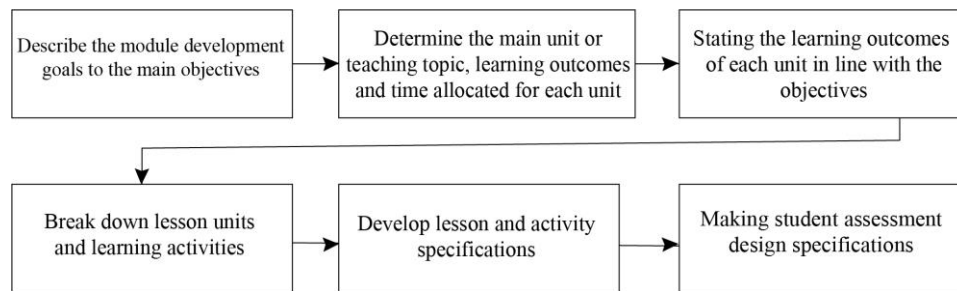 Describe the module development
goals to the main objectives
Determine the main unit or
teaching topic, learning outcomes
and time allocated for each unit
Stating the learning outcomes
of each unit in line with the
objectives
Break down lesson units
and learning activities
Develop lesson and activity
specifications
Making student assessment
design specifications